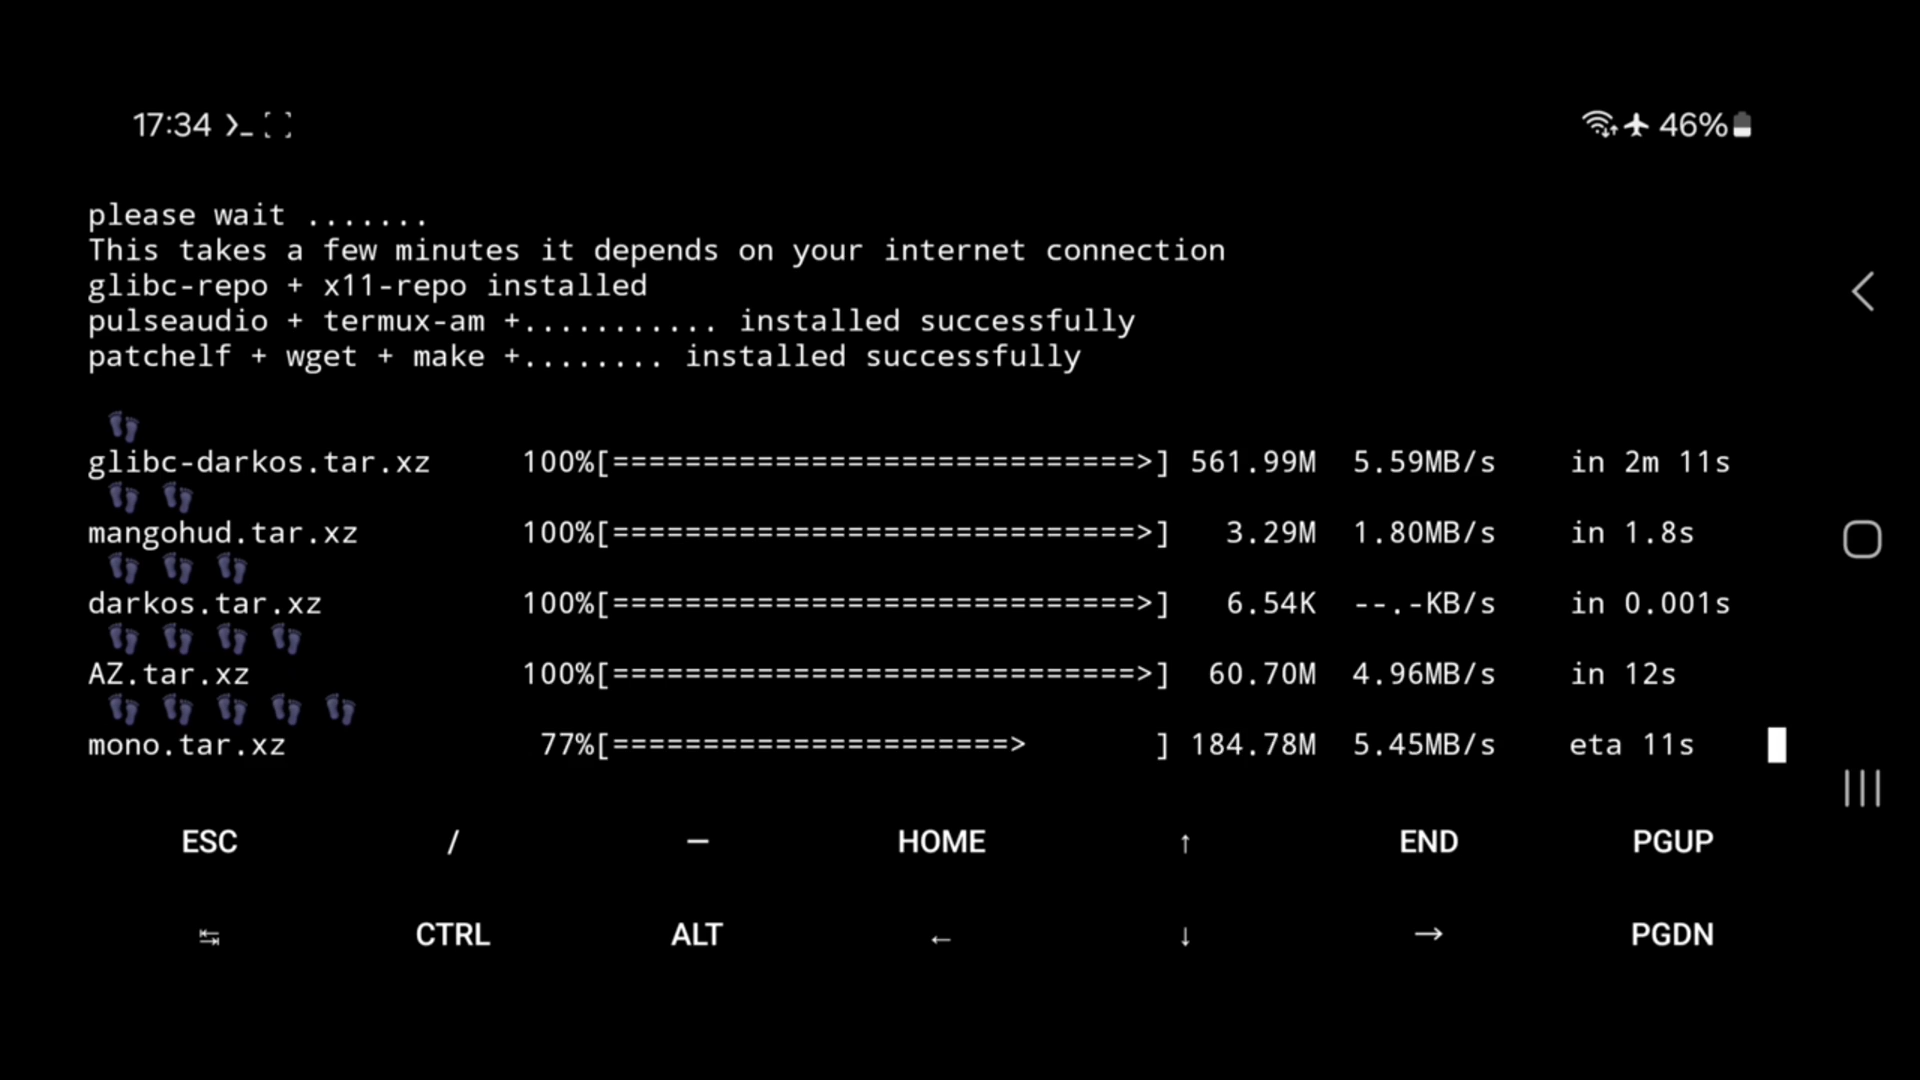 17:34 ❯_ 46%
please wait .......
This takes a few minutes it depends on your internet connection
glibc-repo + x11-repo installed
pulseaudio + termux-am +........... installed successfully
patchelf + wget + make +........ installed successfully
👣
glibc-darkos.tar.xz 100%[=============================>] 561.99M 5.59MB/s in 2m 11s
👣 👣
mangohud.tar.xz 100%[=============================>] 3.29M 1.80MB/s in 1.8s
👣 👣 👣
darkos.tar.xz 100%[=============================>] 6.54K --.-KB/s in 0.001s
👣 👣 👣 👣
AZ.tar.xz 100%[=============================>] 60.70M 4.96MB/s in 12s
👣 👣 👣 👣 👣
mono.tar.xz 77%[======================> ] 184.78M 5.45MB/s eta 11s
ESC / — HOME ↑ END PGUP
⇆ CTRL ALT ← ↓ → PGDN